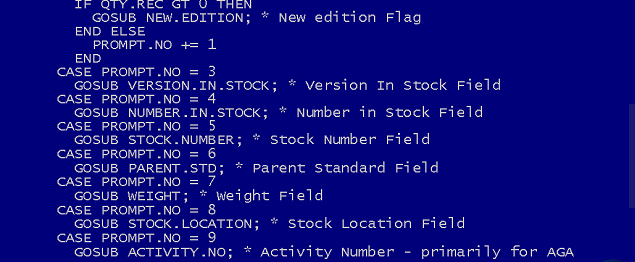 IF QTY.REC GT 0 THEN
GOSUB NEW.EDITION; * New edition Flag
END ELSE
PROMPT.NO += 1
END
CASE PROMPT.NO = 3
GOSUB VERSION.IN.STOCK; * Version In Stock Field
CASE PROMPT.NO = 4
GOSUB NUMBER.IN.STOCK; * Number in Stock Field
CASE PROMPT.NO = 5
GOSUB STOCK.NUMBER; * Stock Number Field
CASE PROMPT.NO = 6
GOSUB PARENT.STD; * Parent Standard Field
CASE PROMPT.NO = 7
GOSUB WEIGHT; * Weight Field
CASE PROMPT.NO = 8
GOSUB STOCK.LOCATION; * Stock Location Field
CASE PROMPT.NO = 9
GOSUB ACTIVITY.NO; * Activity Number - primarily for AGA